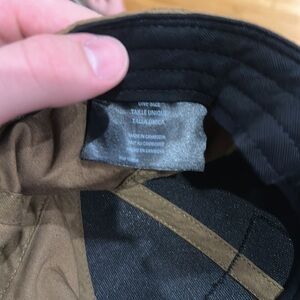 ONE SIZE
TAILLE UNIQUE
TALLA ÚNICA
MADE IN CAMBODIA
FAIT AU CAMBODGE
HECHO EN CAMBOYA